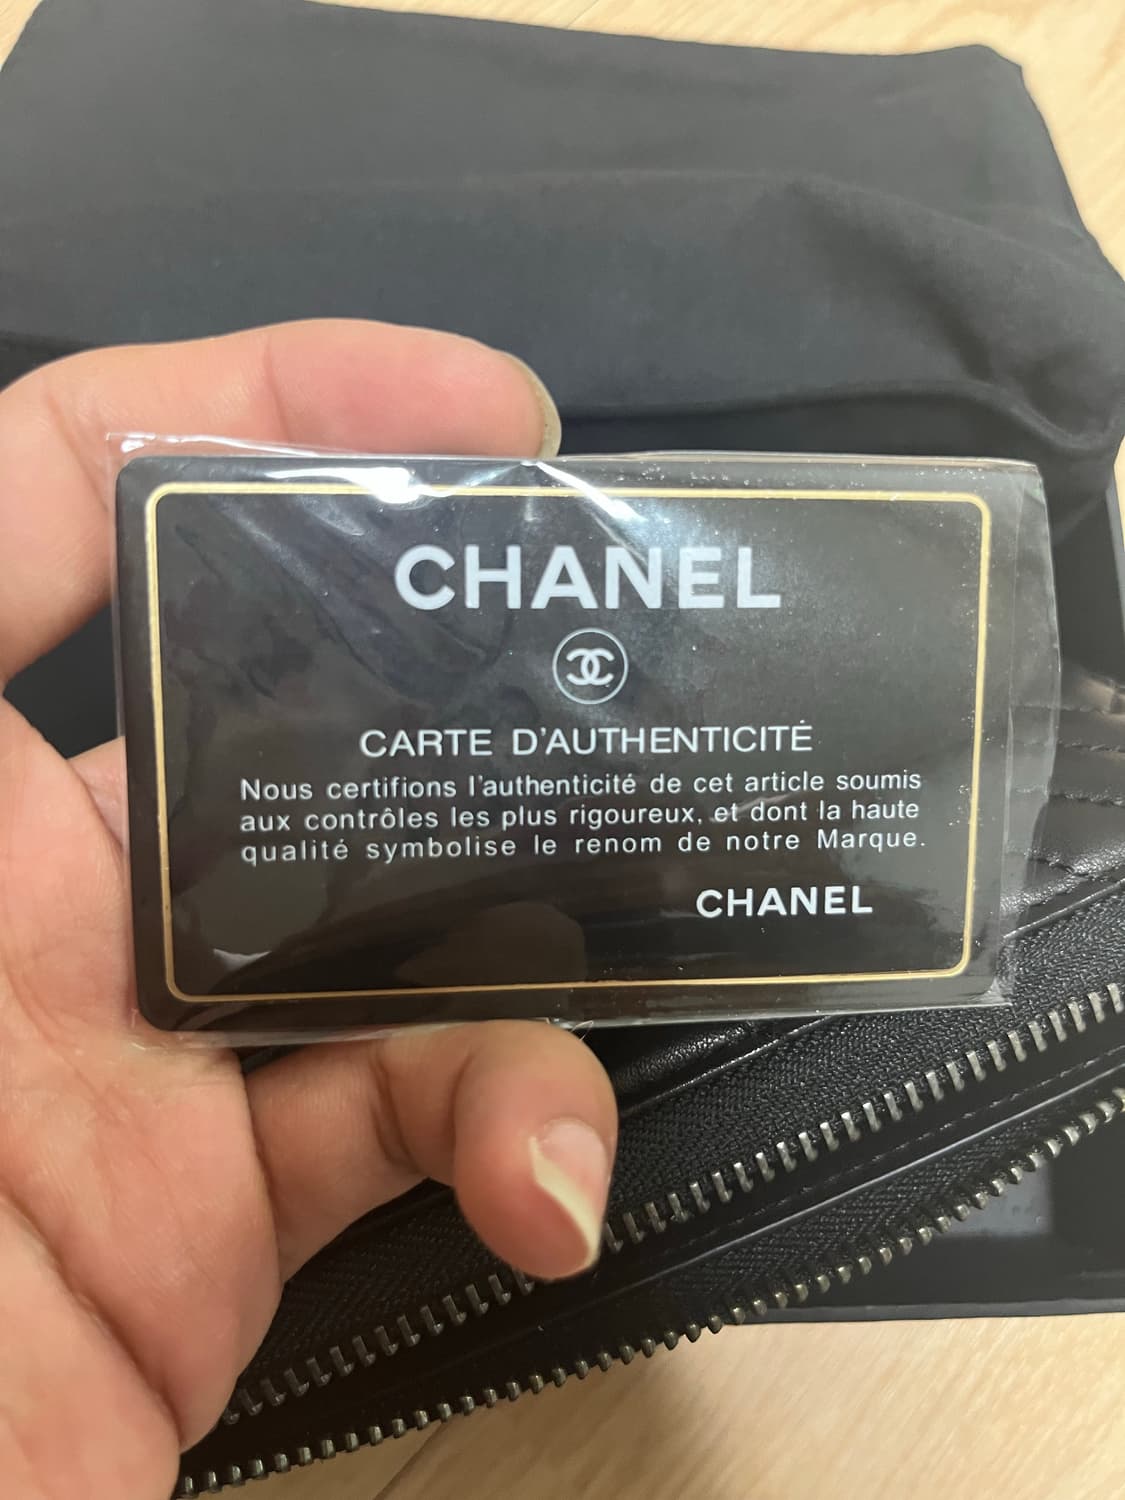 CHANEL
CARTE D'AUTHENTICITÉ
Nous certifions l'authenticité de cet article soumis
aux contrôles les plus rigoureux, et dont la haute
qualité symbolise le renom de notre Marque.
CHANEL